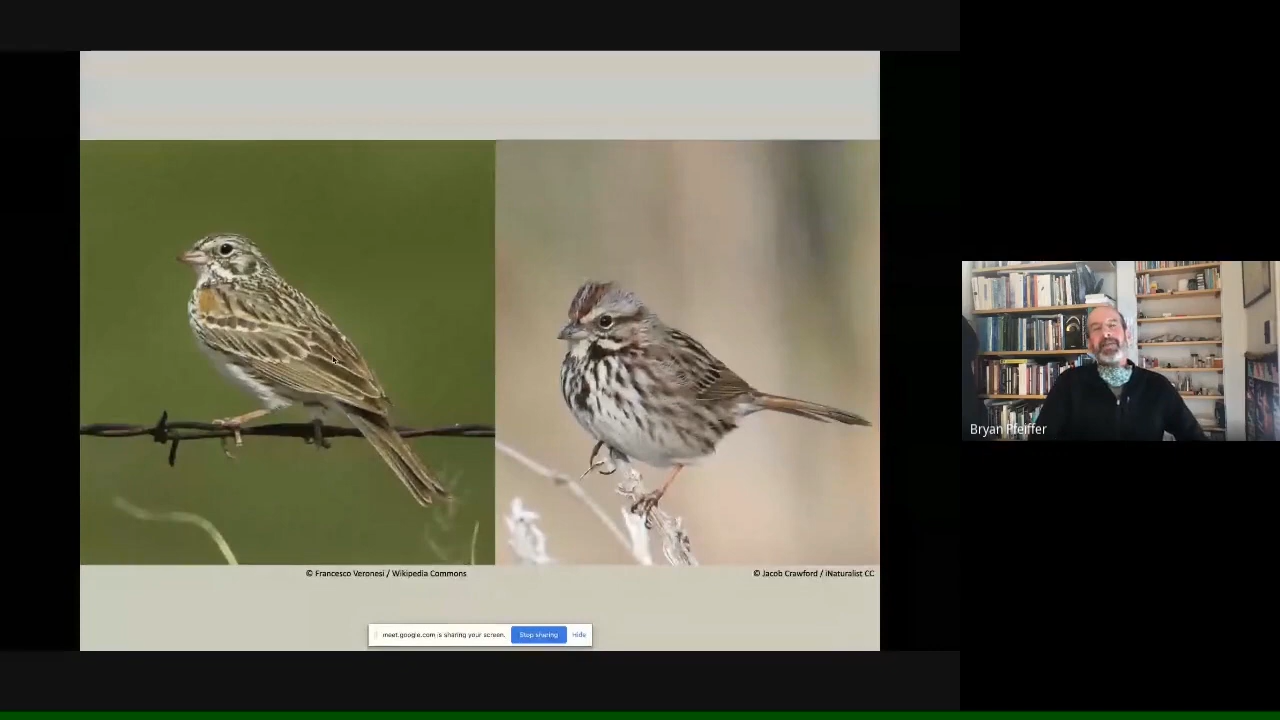 © Francesco Veronesi / Wikipedia Commons
© Jacob Crawford / iNaturalist CC
meet.google.com is sharing your screen. Stop sharing Hide
Bryan Pfeiffer